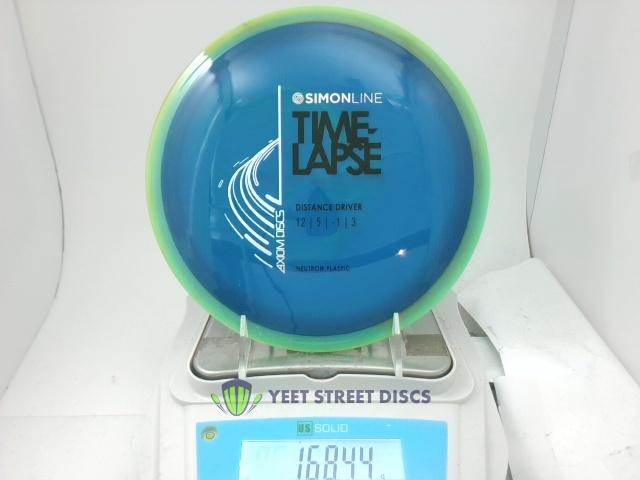 SIMONLINE
TIME-
LAPSE
DISTANCE DRIVER
12 | 5 | -1 | 3
AXIOM DISCS
NEUTRON PLASTIC
YEET STREET DISCS
US SOLID
168.44 g